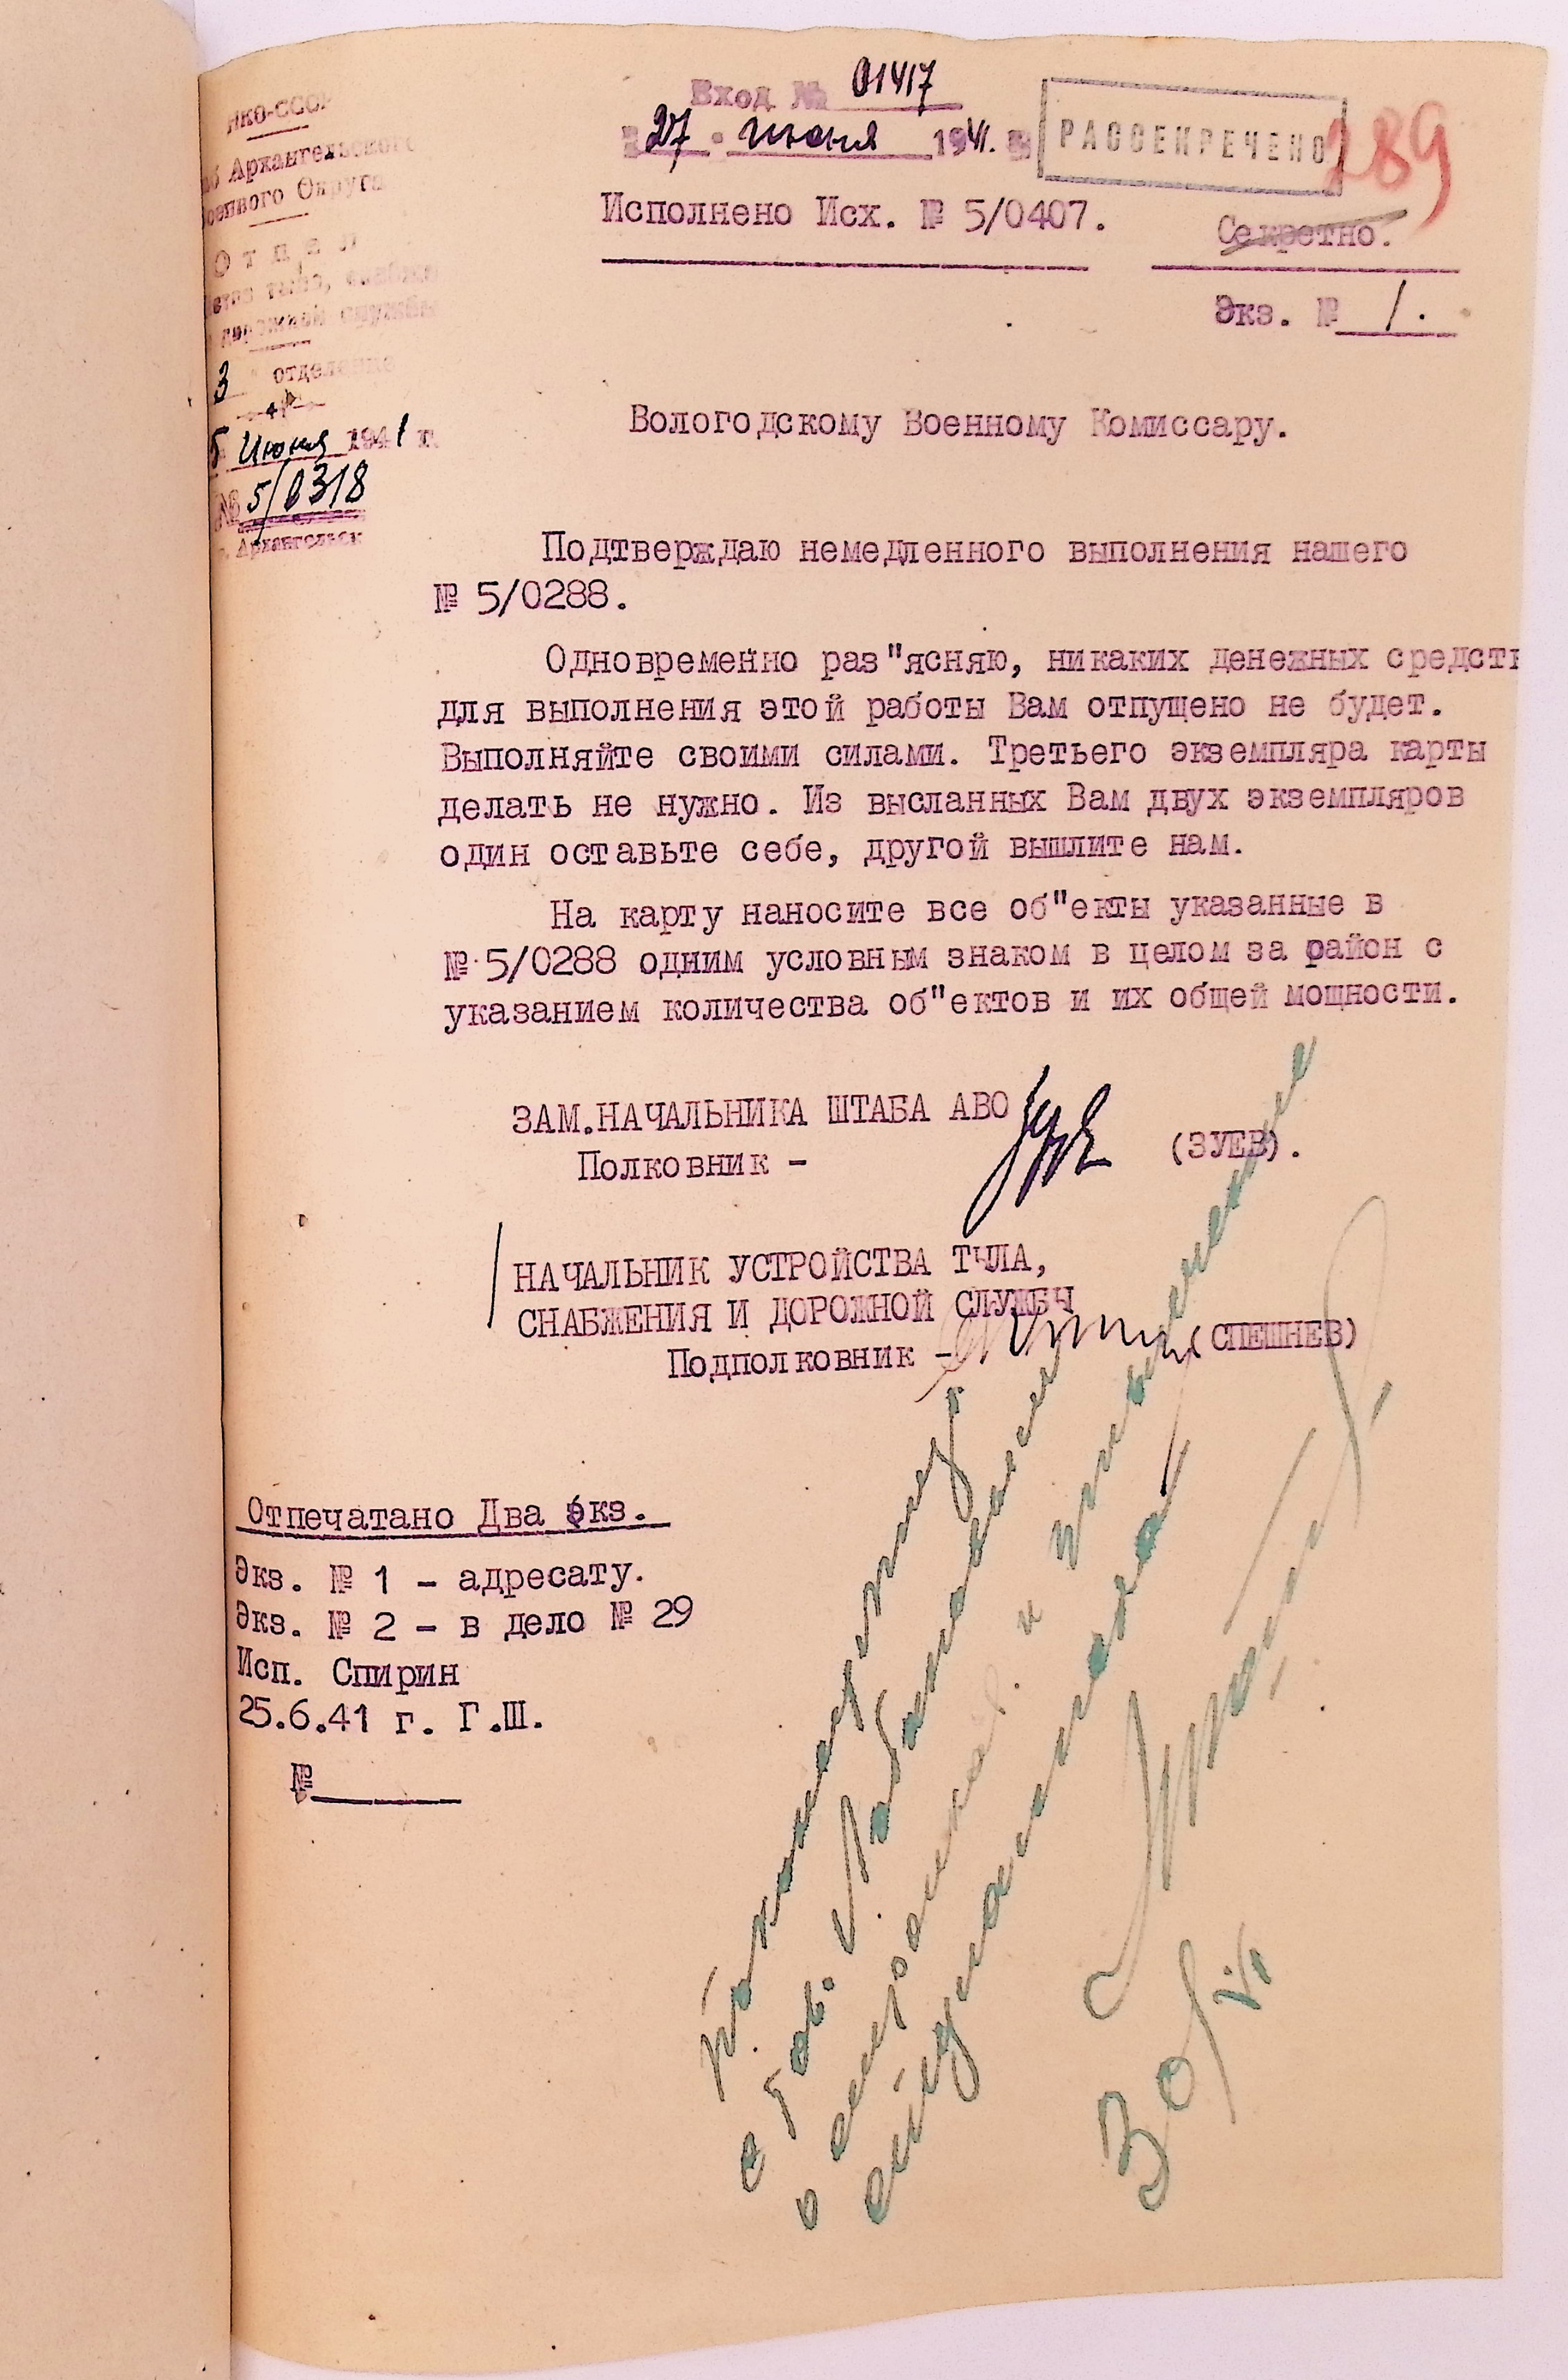 НКО-СССР
Архангельского
Военного Округа
Отдел
отделение
3
5 Июня 1941 г.
№ 5/0318
г. Архангельск
Вход № 01417
27 июня 1941 г.
РАССЕКРЕЧЕНО
289
Исполнено Исх. № 5/0407.
Секретно.
Экз. № 1.
Вологодскому Военному Комиссару.
Подтверждаю немедленного выполнения нашего
№ 5/0288.
Одновременно раз"ясняю, никаких денежных средств
для выполнения этой работы Вам отпущено не будет.
Выполняйте своими силами. Третьего экземпляра карты
делать не нужно. Из высланных Вам двух экземпляров
один оставьте себе, другой вышлите нам.
На карту наносите все об"екты указанные в
№ 5/0288 одним условным знаком в целом за район с
указанием количества об"ектов и их общей мощности.
ЗАМ.НАЧАЛЬНИКА ШТАБА АВО
Полковник - (ЗУЕВ).
НАЧАЛЬНИК УСТРОЙСТВА ТЫЛА,
СНАБЖЕНИЯ И ДОРОЖНОЙ СЛУЖБЫ
Подполковник - (СПЕШНЕВ)
Отпечатано Два экз.
Экз. № 1 - адресату.
Экз. № 2 - в дело № 29
Исп. Спирин
25.6.41 г. Г.Ш.
№
с тов.
о
и
30/VI